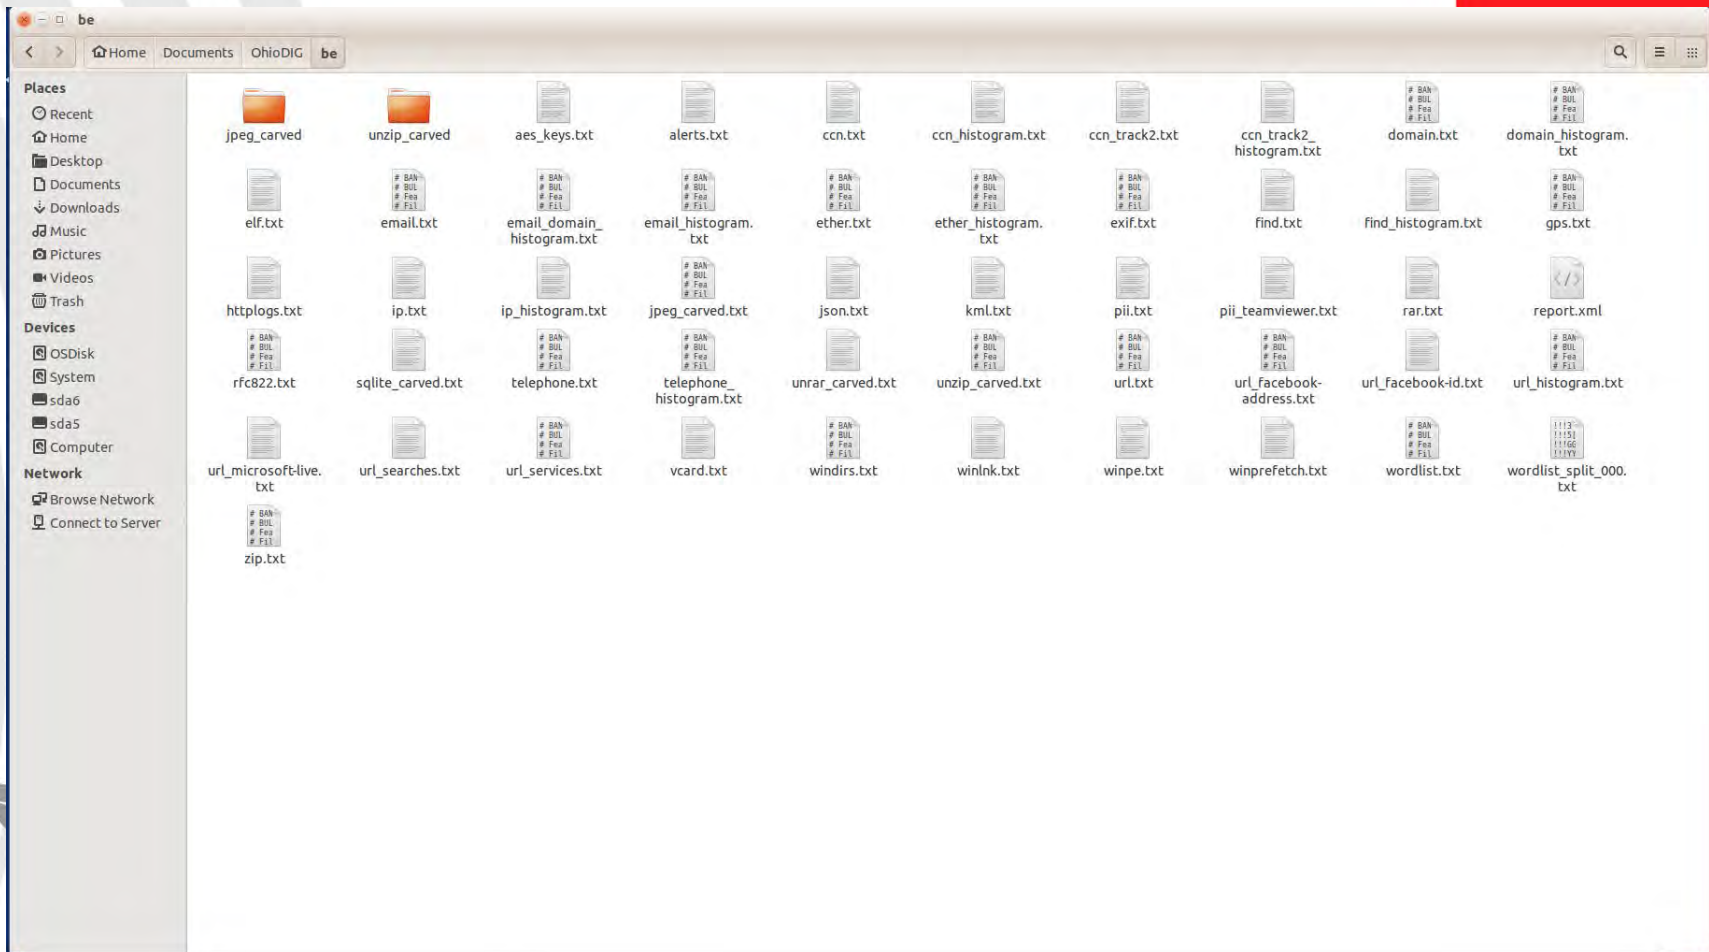 be
Home Documents OhioDIG be
Places
Recent
Home
Desktop
Documents
Downloads
Music
Pictures
Videos
Trash
Devices
OSDisk
System
sda6
sda5
Computer
Network
Browse Network
Connect to Server
jpeg_carved
unzip_carved
aes_keys.txt
alerts.txt
ccn.txt
ccn_histogram.txt
ccn_track2.txt
ccn_track2_
histogram.txt
domain.txt
domain_histogram.
txt
elf.txt
email.txt
email_domain_
histogram.txt
email_histogram.
txt
ether.txt
ether_histogram.
txt
exif.txt
find.txt
find_histogram.txt
gps.txt
httplogs.txt
ip.txt
ip_histogram.txt
jpeg_carved.txt
json.txt
kml.txt
pii.txt
pii_teamviewer.txt
rar.txt
report.xml
rfc822.txt
sqlite_carved.txt
telephone.txt
telephone_
histogram.txt
unrar_carved.txt
unzip_carved.txt
url.txt
url_facebook-
address.txt
url_facebook-id.txt
url_histogram.txt
url_microsoft-live.
txt
url_searches.txt
url_services.txt
vcard.txt
windirs.txt
winlnk.txt
winpe.txt
winprefetch.txt
wordlist.txt
wordlist_split_000.
txt
zip.txt